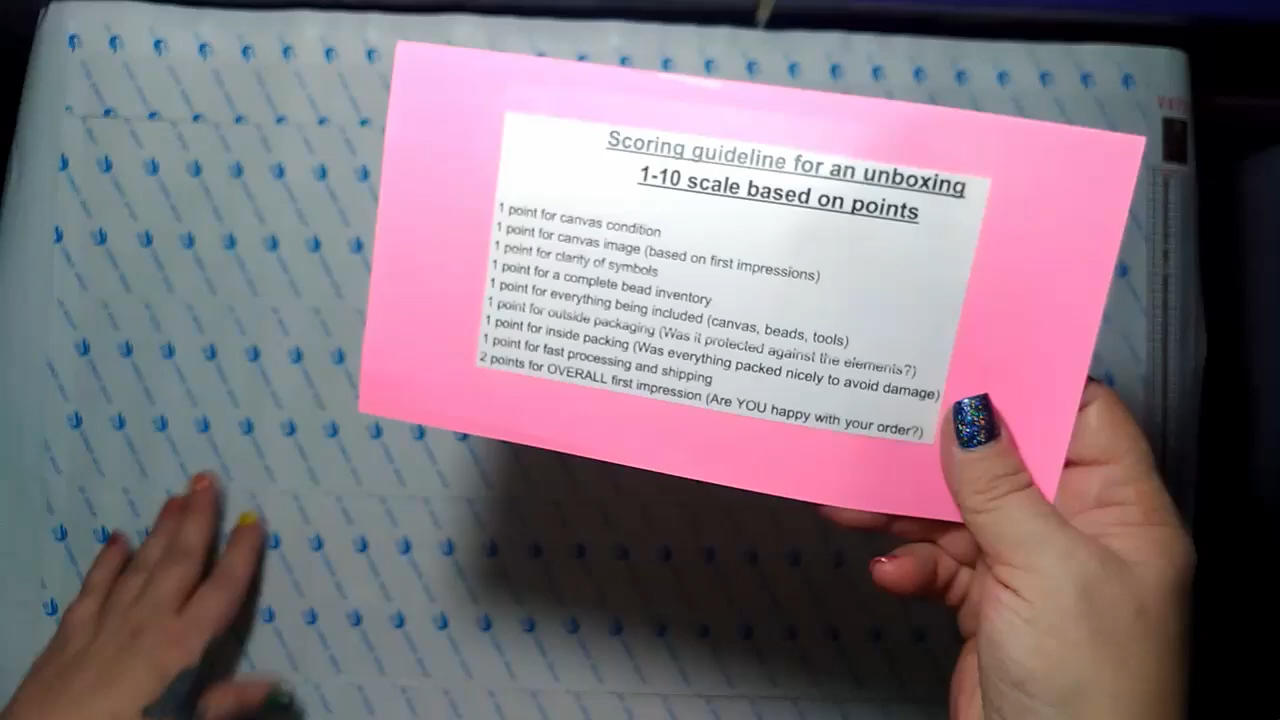 Scoring guideline for an unboxing
1-10 scale based on points
1 point for canvas condition
1 point for canvas image (based on first impressions)
1 point for clarity of symbols
1 point for a complete bead inventory
1 point for everything being included (canvas, beads, tools)
1 point for outside packaging (Was it protected against the elements?)
1 point for inside packing (Was everything packed nicely to avoid damage)
1 point for fast processing and shipping
2 points for OVERALL first impression (Are YOU happy with your order?)